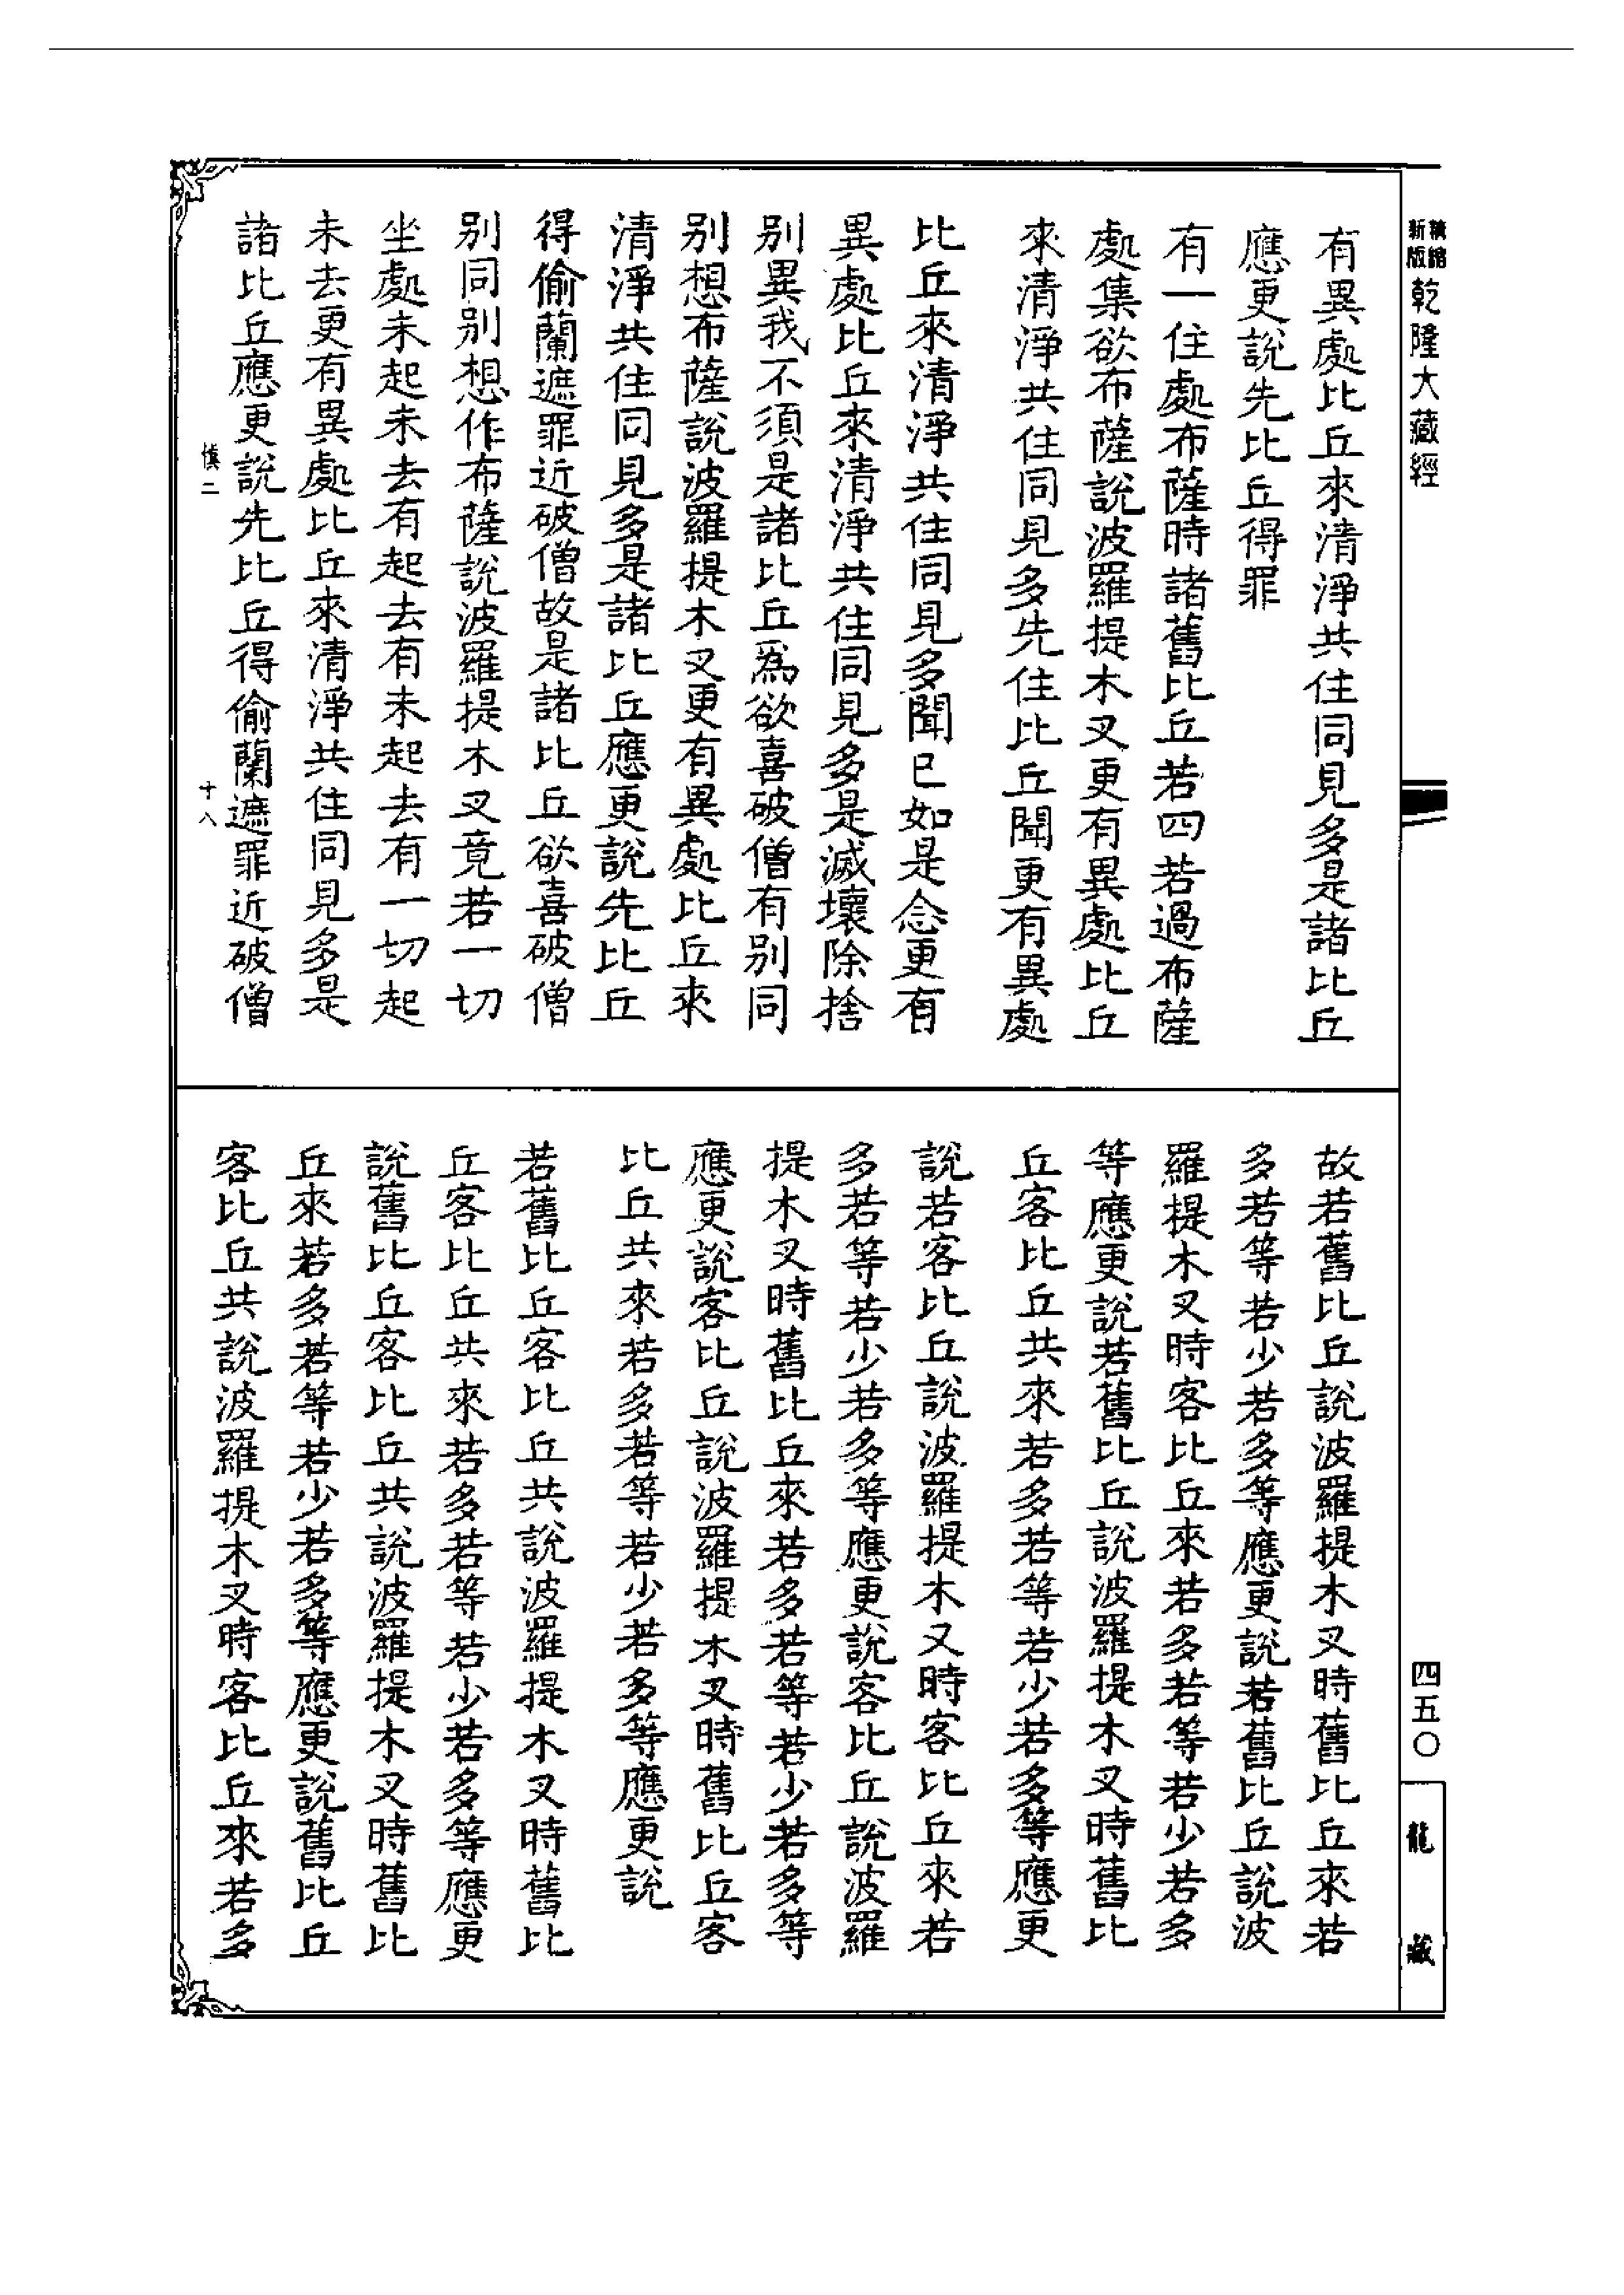 精縮
新版
乾隆大藏經
四五〇
龍藏
有異處比丘來清淨共住同見多是諸比丘
應更說先比丘得罪
有一住處布薩時諸舊比丘若四若過布薩
處集欲布薩說波羅提木叉更有異處比丘
來清淨共住同見多先住比丘聞更有異處
比丘來清淨共住同見多聞已如是念更有
異處比丘來清淨共住同見多是滅壞除捨
別異我不須是諸比丘為欲喜破僧有別同
別想布薩說波羅提木叉更有異處比丘來
清淨共住同見多是諸比丘應更說先比丘
得偷蘭遮罪近破僧故是諸比丘欲喜破僧
別同別想作布薩說波羅提木叉竟若一切
坐處未起未去有起去有未起去有一切起
未去更有異處比丘來清淨共住同見多是
諸比丘應更說先比丘得偷蘭遮罪近破僧
慎二
十八
故若舊比丘說波羅提木叉時舊比丘來若
多若等若少若多等應更說若舊比丘說波
羅提木叉時客比丘來若多若等若少若多
等應更說若舊比丘說波羅提木叉時舊比
丘客比丘共來若多若等若少若多等應更
說若客比丘說波羅提木叉時客比丘來若
多若等若少若多等應更說客比丘說波羅
提木叉時舊比丘來若多若等若少若多等
應更說客比丘說波羅提木叉時舊比丘客
比丘共來若多若等若少若多等應更說
若舊比丘客比丘共說波羅提木叉時舊比
丘客比丘共來若多若等若少若多等應更
說舊比丘客比丘共說波羅提木叉時舊比
丘來若多若等若少若多等應更說舊比丘
客比丘共說波羅提木叉時客比丘來若多